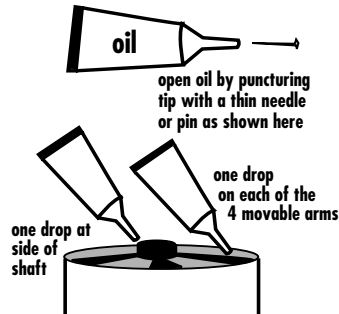 oil
open oil by puncturing
tip with a thin needle
or pin as shown here
one drop
on each of the
4 movable arms
one drop at
side of
shaft